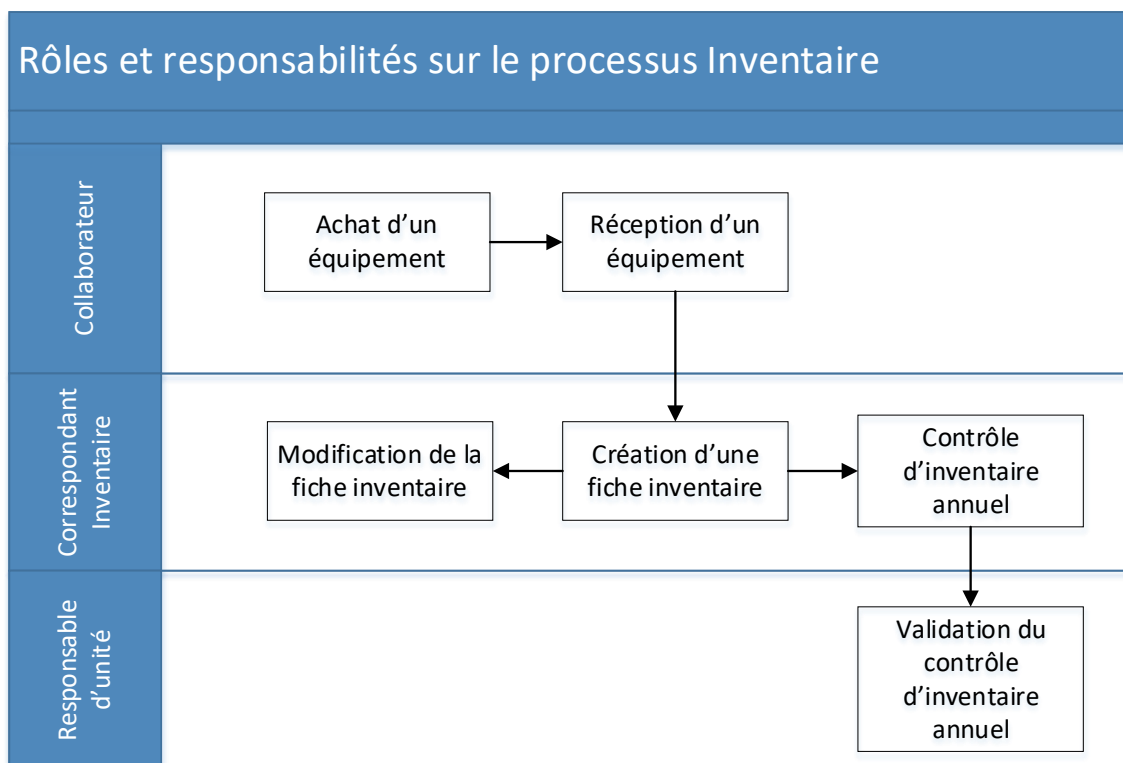 Rôles et responsabilités sur le processus Inventaire
Collaborateur
Achat d’un
équipement
Réception d’un
équipement
Correspondant
Inventaire
Modification de la
fiche inventaire
Création d’une
fiche inventaire
Contrôle
d’inventaire
annuel
Responsable
d’unité
Validation du
contrôle
d’inventaire
annuel